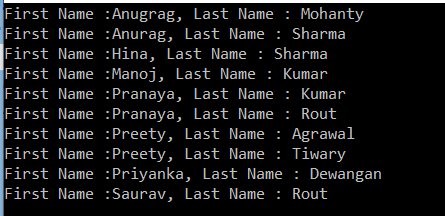 First Name :Anugrag, Last Name : Mohanty
First Name :Anurag, Last Name : Sharma
First Name :Hina, Last Name : Sharma
First Name :Manoj, Last Name : Kumar
First Name :Pranaya, Last Name : Kumar
First Name :Pranaya, Last Name : Rout
First Name :Preety, Last Name : Agrawal
First Name :Preety, Last Name : Tiwary
First Name :Priyanka, Last Name : Dewangan
First Name :Saurav, Last Name : Rout